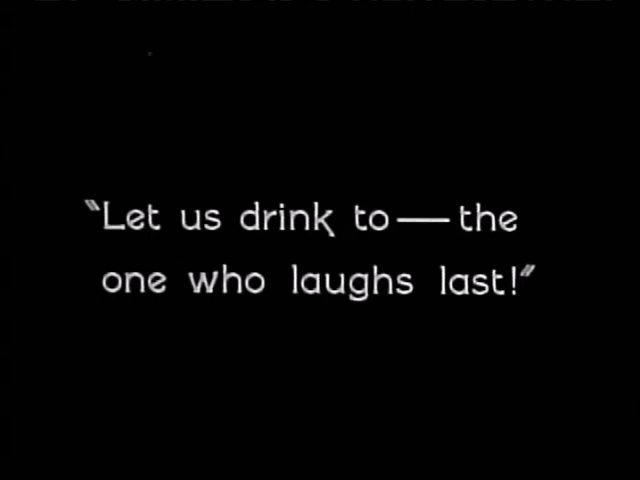 "Let us drink to—the
one who laughs last!"